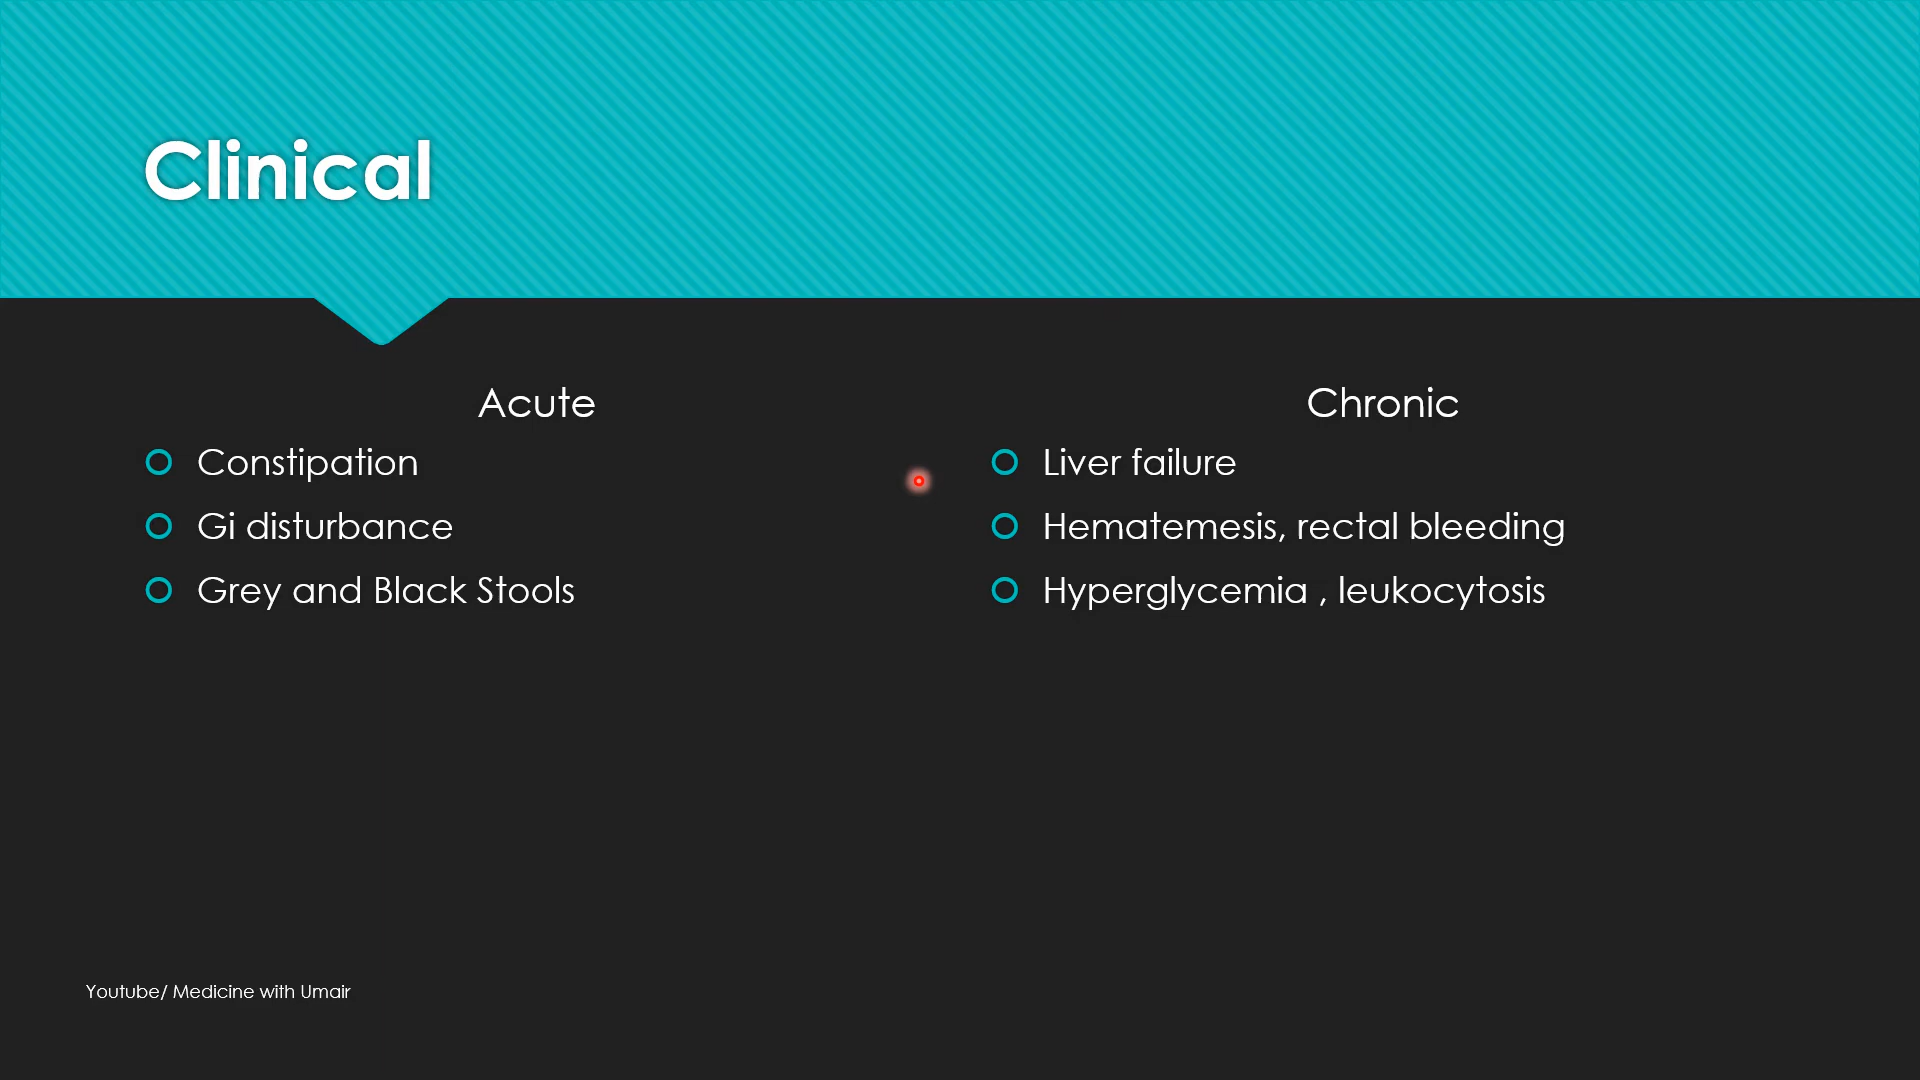 Clinical
Acute
Constipation
Gi disturbance
Grey and Black Stools
Chronic
Liver failure
Hematemesis, rectal bleeding
Hyperglycemia , leukocytosis
Youtube/ Medicine with Umair